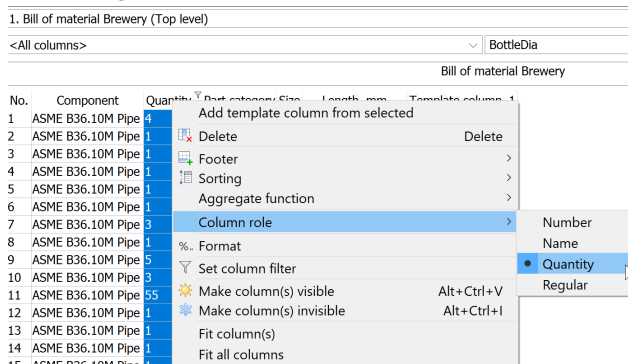 1. Bill of material Brewery (Top level)
<All columns> BottleDia
Bill of material Brewery
No. Component Quantity Part category Size Length, mm Template column_1
Add template column from selected
Delete Delete
Footer
Sorting
Aggregate function
Column role
Format
Set column filter
Make column(s) visible Alt+Ctrl+V
Make column(s) invisible Alt+Ctrl+I
Fit column(s)
Fit all columns
Number
Name
Quantity
Regular
1 ASME B36.10M Pipe 4
2 ASME B36.10M Pipe 1
3 ASME B36.10M Pipe 1
4 ASME B36.10M Pipe 1
5 ASME B36.10M Pipe 1
6 ASME B36.10M Pipe 1
7 ASME B36.10M Pipe 3
8 ASME B36.10M Pipe 1
9 ASME B36.10M Pipe 5
10 ASME B36.10M Pipe 3
11 ASME B36.10M Pipe 55
12 ASME B36.10M Pipe 1
13 ASME B36.10M Pipe 1
14 ASME B36.10M Pipe 1
15 ASME B36.10M Pipe 1